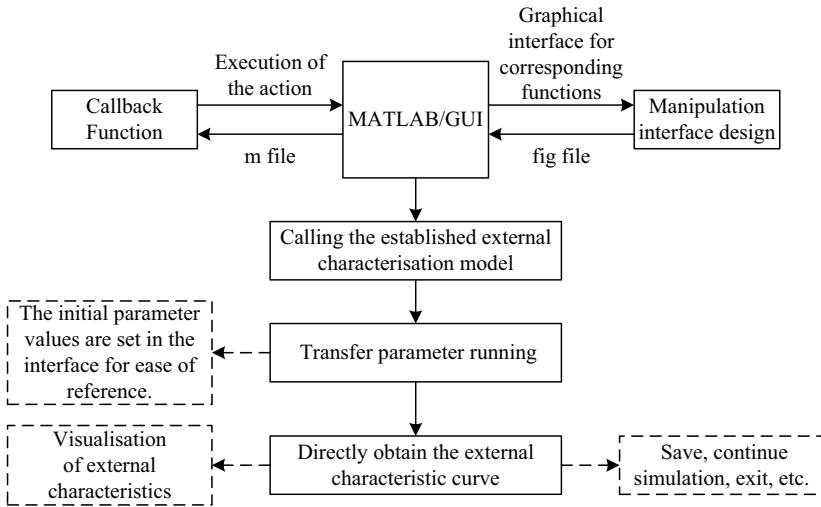 Graphical
interface for
corresponding
functions
Execution of
the action
Callback
Function
MATLAB/GUI
Manipulation
interface design
m file
fig file
Calling the established external
characterisation model
The initial parameter
values are set in the
interface for ease of
reference.
Transfer parameter running
Visualisation
of external
characteristics
Directly obtain the external
characteristic curve
Save, continue
simulation, exit, etc.